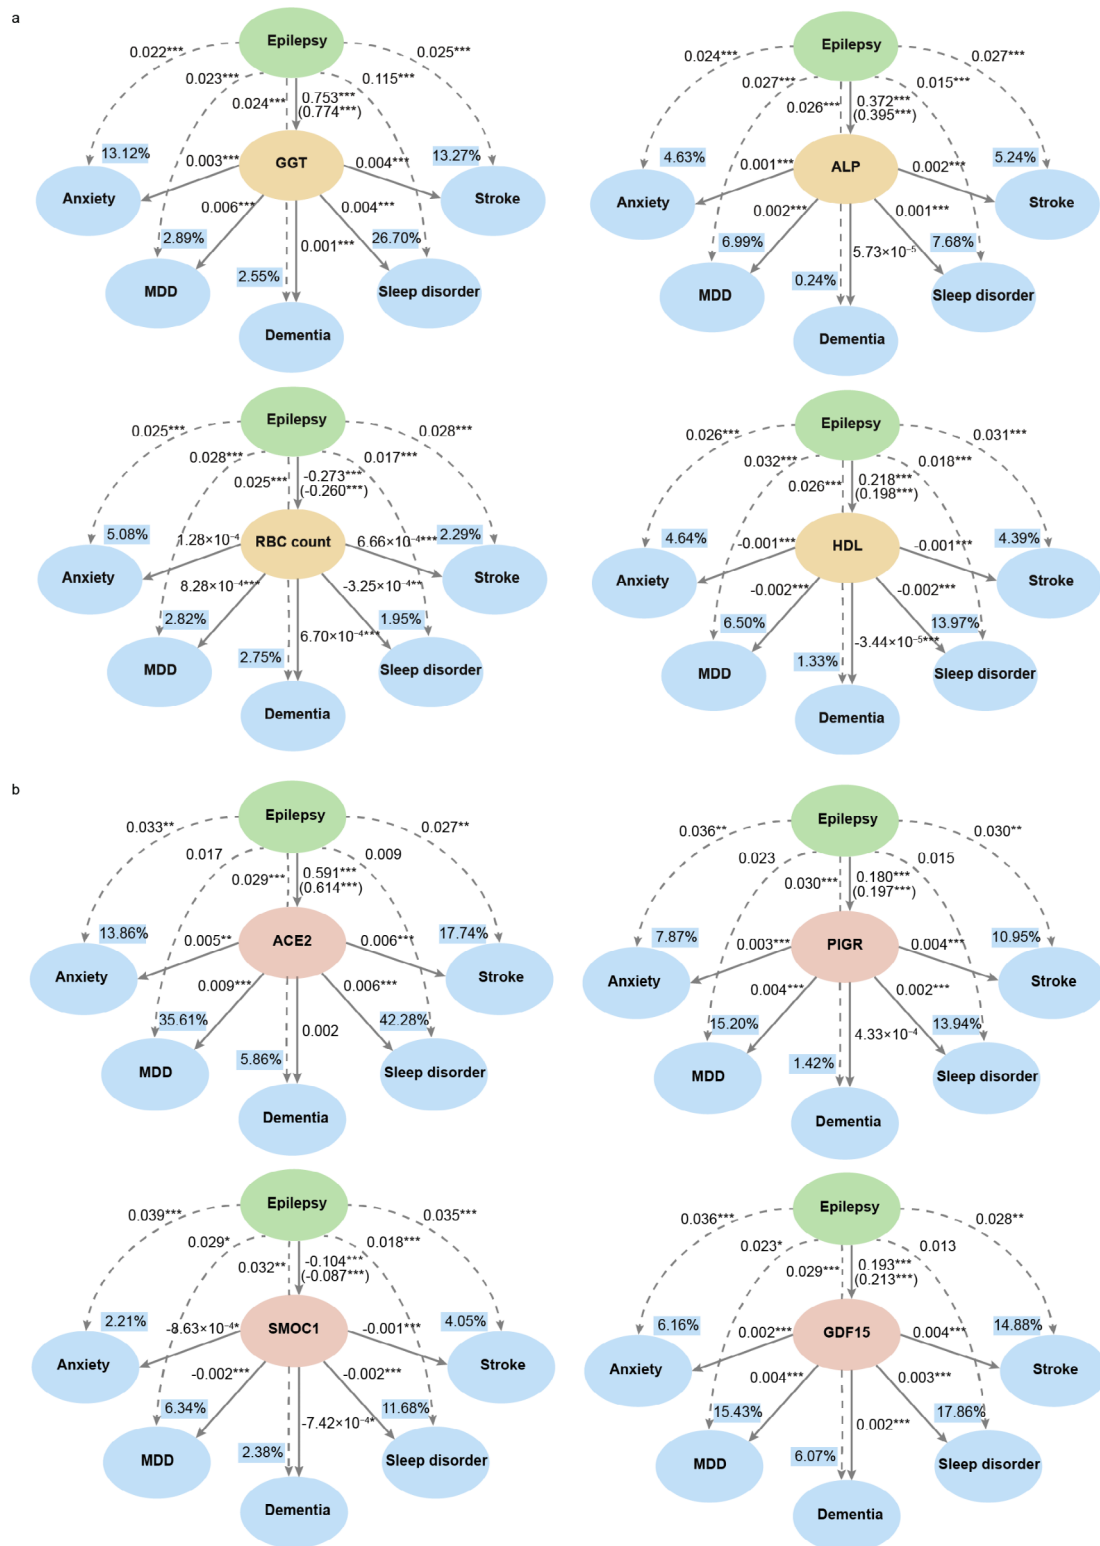 a
Epilepsy
0.022***
0.025***
0.023***
0.115***
0.024***
0.753***
(0.774***)
13.12%
0.003***
GGT
0.004***
13.27%
Anxiety
Stroke
0.006***
0.004***
2.89%
0.001***
26.70%
2.55%
MDD
Sleep disorder
Dementia
Epilepsy
0.024***
0.027***
0.027***
0.015***
0.026***
0.372***
(0.395***)
4.63%
0.001***
ALP
0.002***
5.24%
Anxiety
Stroke
0.002***
0.001***
6.99%
5.73×10⁻⁵
7.68%
0.24%
MDD
Sleep disorder
Dementia
Epilepsy
0.025***
0.028***
0.028***
0.017***
0.025***
-0.273***
(-0.260***)
5.08%
1.28×10⁻⁴
RBC count
6.66×10⁻⁴***
2.29%
Anxiety
Stroke
8.28×10⁻⁴***
-3.25×10⁻⁴**
2.82%
6.70×10⁻⁴***
1.95%
2.75%
MDD
Sleep disorder
Dementia
Epilepsy
0.026***
0.031***
0.032***
0.018***
0.026***
0.218***
(0.198***)
4.64%
-0.001***
HDL
-0.001***
4.39%
Anxiety
Stroke
-0.002***
-0.002***
6.50%
-3.44×10⁻⁵***
13.97%
1.33%
MDD
Sleep disorder
Dementia
b
Epilepsy
0.033**
0.027**
0.017
0.009
0.029***
0.591***
(0.614***)
13.86%
0.005**
ACE2
0.006***
17.74%
Anxiety
Stroke
0.009***
0.006***
35.61%
0.002
42.28%
5.86%
MDD
Sleep disorder
Dementia
Epilepsy
0.036**
0.030**
0.023
0.015
0.030***
0.180***
(0.197***)
7.87%
0.003***
PIGR
0.004***
10.95%
Anxiety
Stroke
0.004***
0.002***
15.20%
4.33×10⁻⁴
13.94%
1.42%
MDD
Sleep disorder
Dementia
Epilepsy
0.039***
0.035***
0.029*
0.018***
0.032**
-0.104***
(-0.087***)
2.21%
-8.63×10⁻⁴*
SMOC1
-0.001***
4.05%
Anxiety
Stroke
-0.002***
-0.002***
6.34%
-7.42×10⁻⁴*
11.68%
2.38%
MDD
Sleep disorder
Dementia
Epilepsy
0.036***
0.028**
0.023*
0.013
0.029***
0.193***
(0.213***)
6.16%
0.002***
GDF15
0.004***
14.88%
Anxiety
Stroke
0.004***
0.003***
15.43%
0.002***
17.86%
6.07%
MDD
Sleep disorder
Dementia